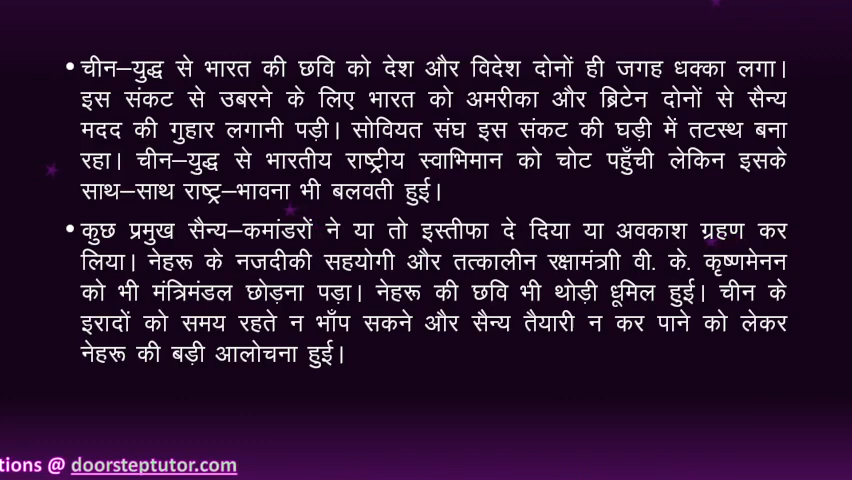 • चीन–युद्ध से भारत की छवि को देश और विदेश दोनों ही जगह धक्का लगा।
इस संकट से उबरने के लिए भारत को अमरीका और ब्रिटेन दोनों से सैन्य
मदद की गुहार लगानी पड़ी। सोवियत संघ इस संकट की घड़ी में तटस्थ बना
रहा। चीन–युद्ध से भारतीय राष्ट्रीय स्वाभिमान को चोट पहुँची लेकिन इसके
साथ–साथ राष्ट्र–भावना भी बलवती हुई।
• कुछ प्रमुख सैन्य–कमांडरों ने या तो इस्तीफा दे दिया या अवकाश ग्रहण कर
लिया। नेहरू के नजदीकी सहयोगी और तत्कालीन रक्षामंत्राी वी. के. कृष्णमेनन
को भी मंत्रिमंडल छोड़ना पड़ा। नेहरू की छवि भी थोड़ी धूमिल हुई। चीन के
इरादों को समय रहते न भाँप सकने और सैन्य तैयारी न कर पाने को लेकर
नेहरू की बड़ी आलोचना हुई।
tions @ doorsteptutor.com